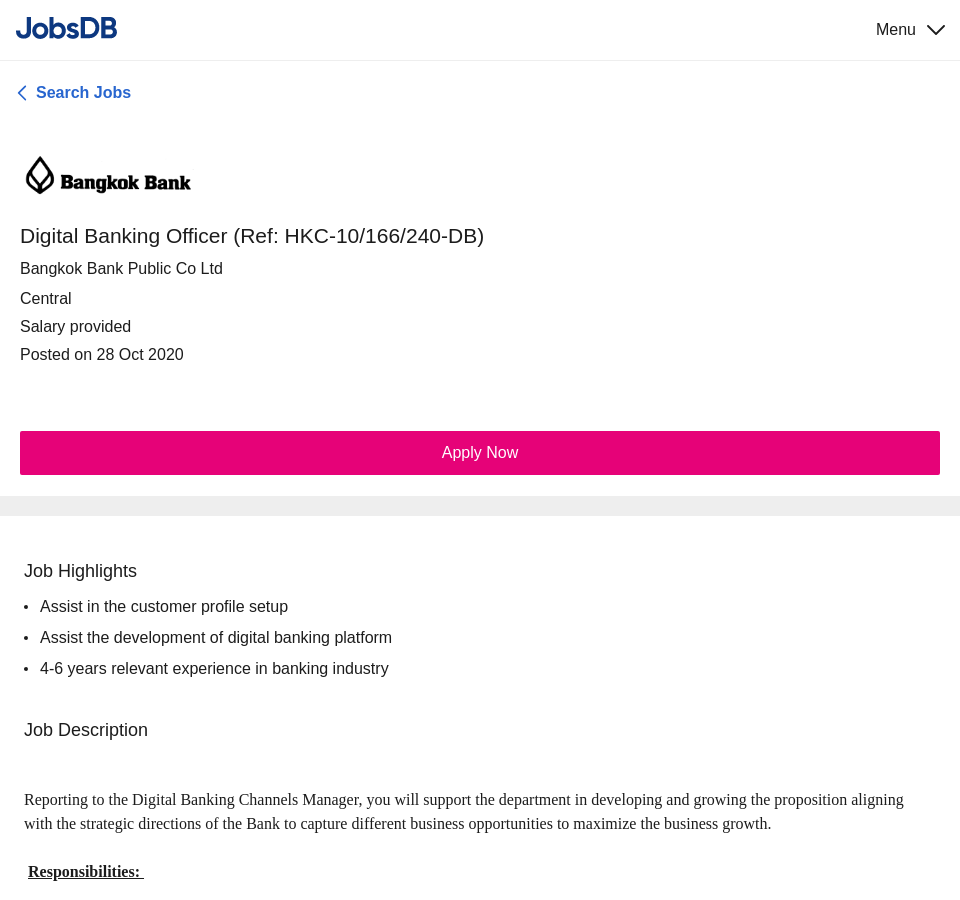 JobsDB
Menu
Search Jobs
Bangkok Bank
Digital Banking Officer (Ref: HKC-10/166/240-DB)
Bangkok Bank Public Co Ltd
Central
Salary provided
Posted on 28 Oct 2020
Apply Now
Job Highlights
• Assist in the customer profile setup
• Assist the development of digital banking platform
• 4-6 years relevant experience in banking industry
Job Description
Reporting to the Digital Banking Channels Manager, you will support the department in developing and growing the proposition aligning
with the strategic directions of the Bank to capture different business opportunities to maximize the business growth.
Responsibilities: